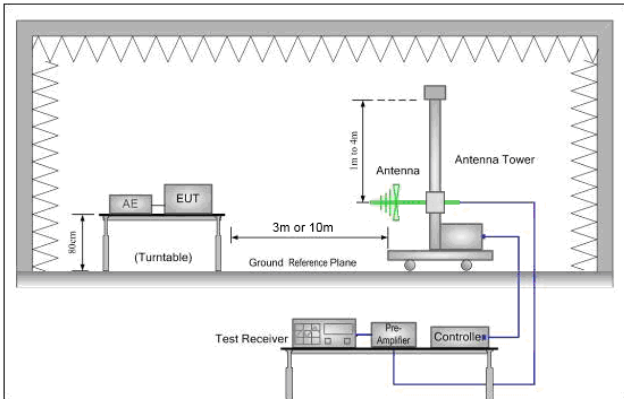 1m to 4m
Antenna
Antenna Tower
AE
EUT
80cm
3m or 10m
(Turntable)
Ground Reference Plane
Test Receiver
Pre-
Amplifier
Controlle